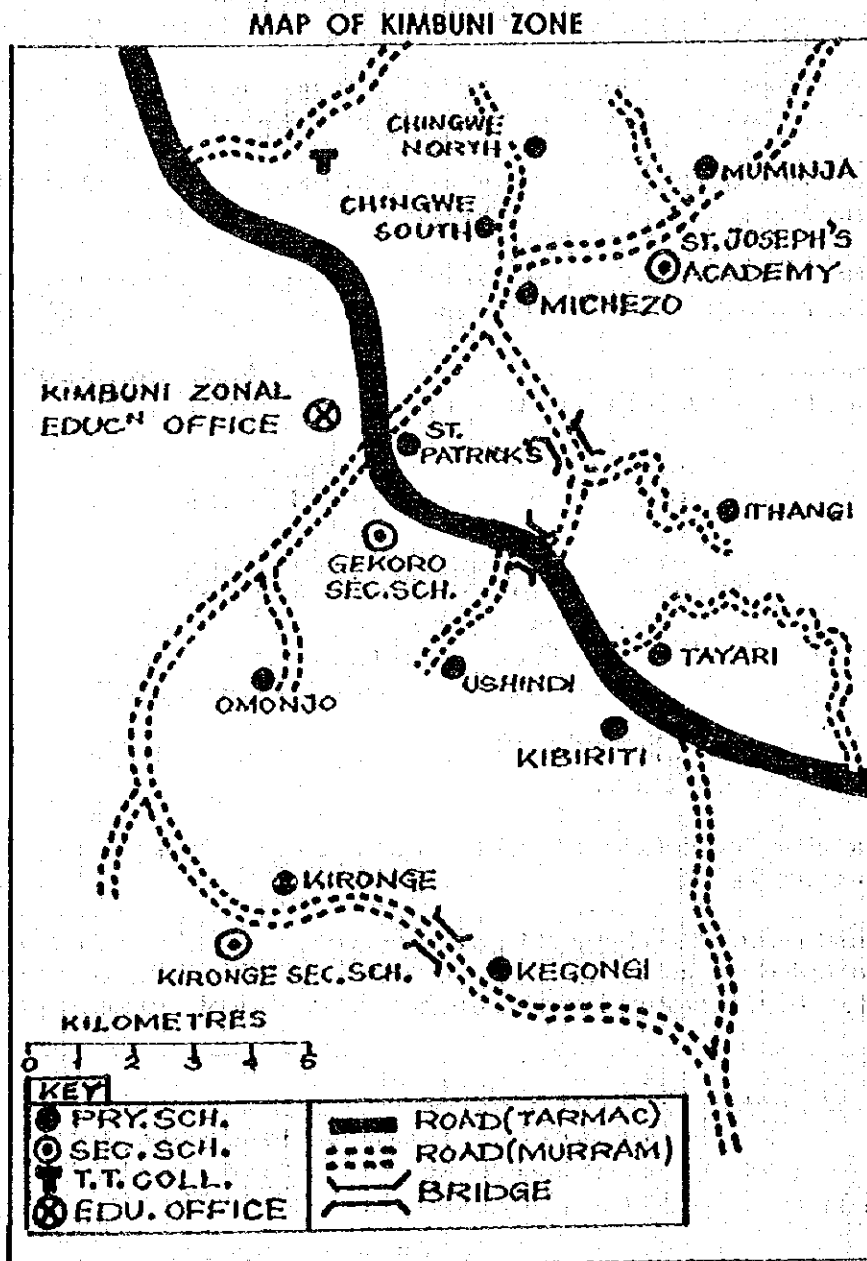 MAP OF KIMBUNI ZONE
CHINGWE
NORTH
MUMINJA
CHINGWE
SOUTH
ST. JOSEPH'S
ACADEMY
MICHEZO
KIMBUNI ZONAL
EDUCN OFFICE
ST.
PATRICKS
ITHANGI
GEKORO
SEC. SCH.
TAYARI
USHINDI
OMONJO
KIBIRITI
KIRONGE
KIRONGE SEC. SCH.
KEGONGI
KILOMETRES
0 1 2 3 4 5
KEY
PRY. SCH.
SEC. SCH.
T.T. COLL.
EDU. OFFICE
ROAD (TARMAC)
ROAD (MURRAM)
BRIDGE